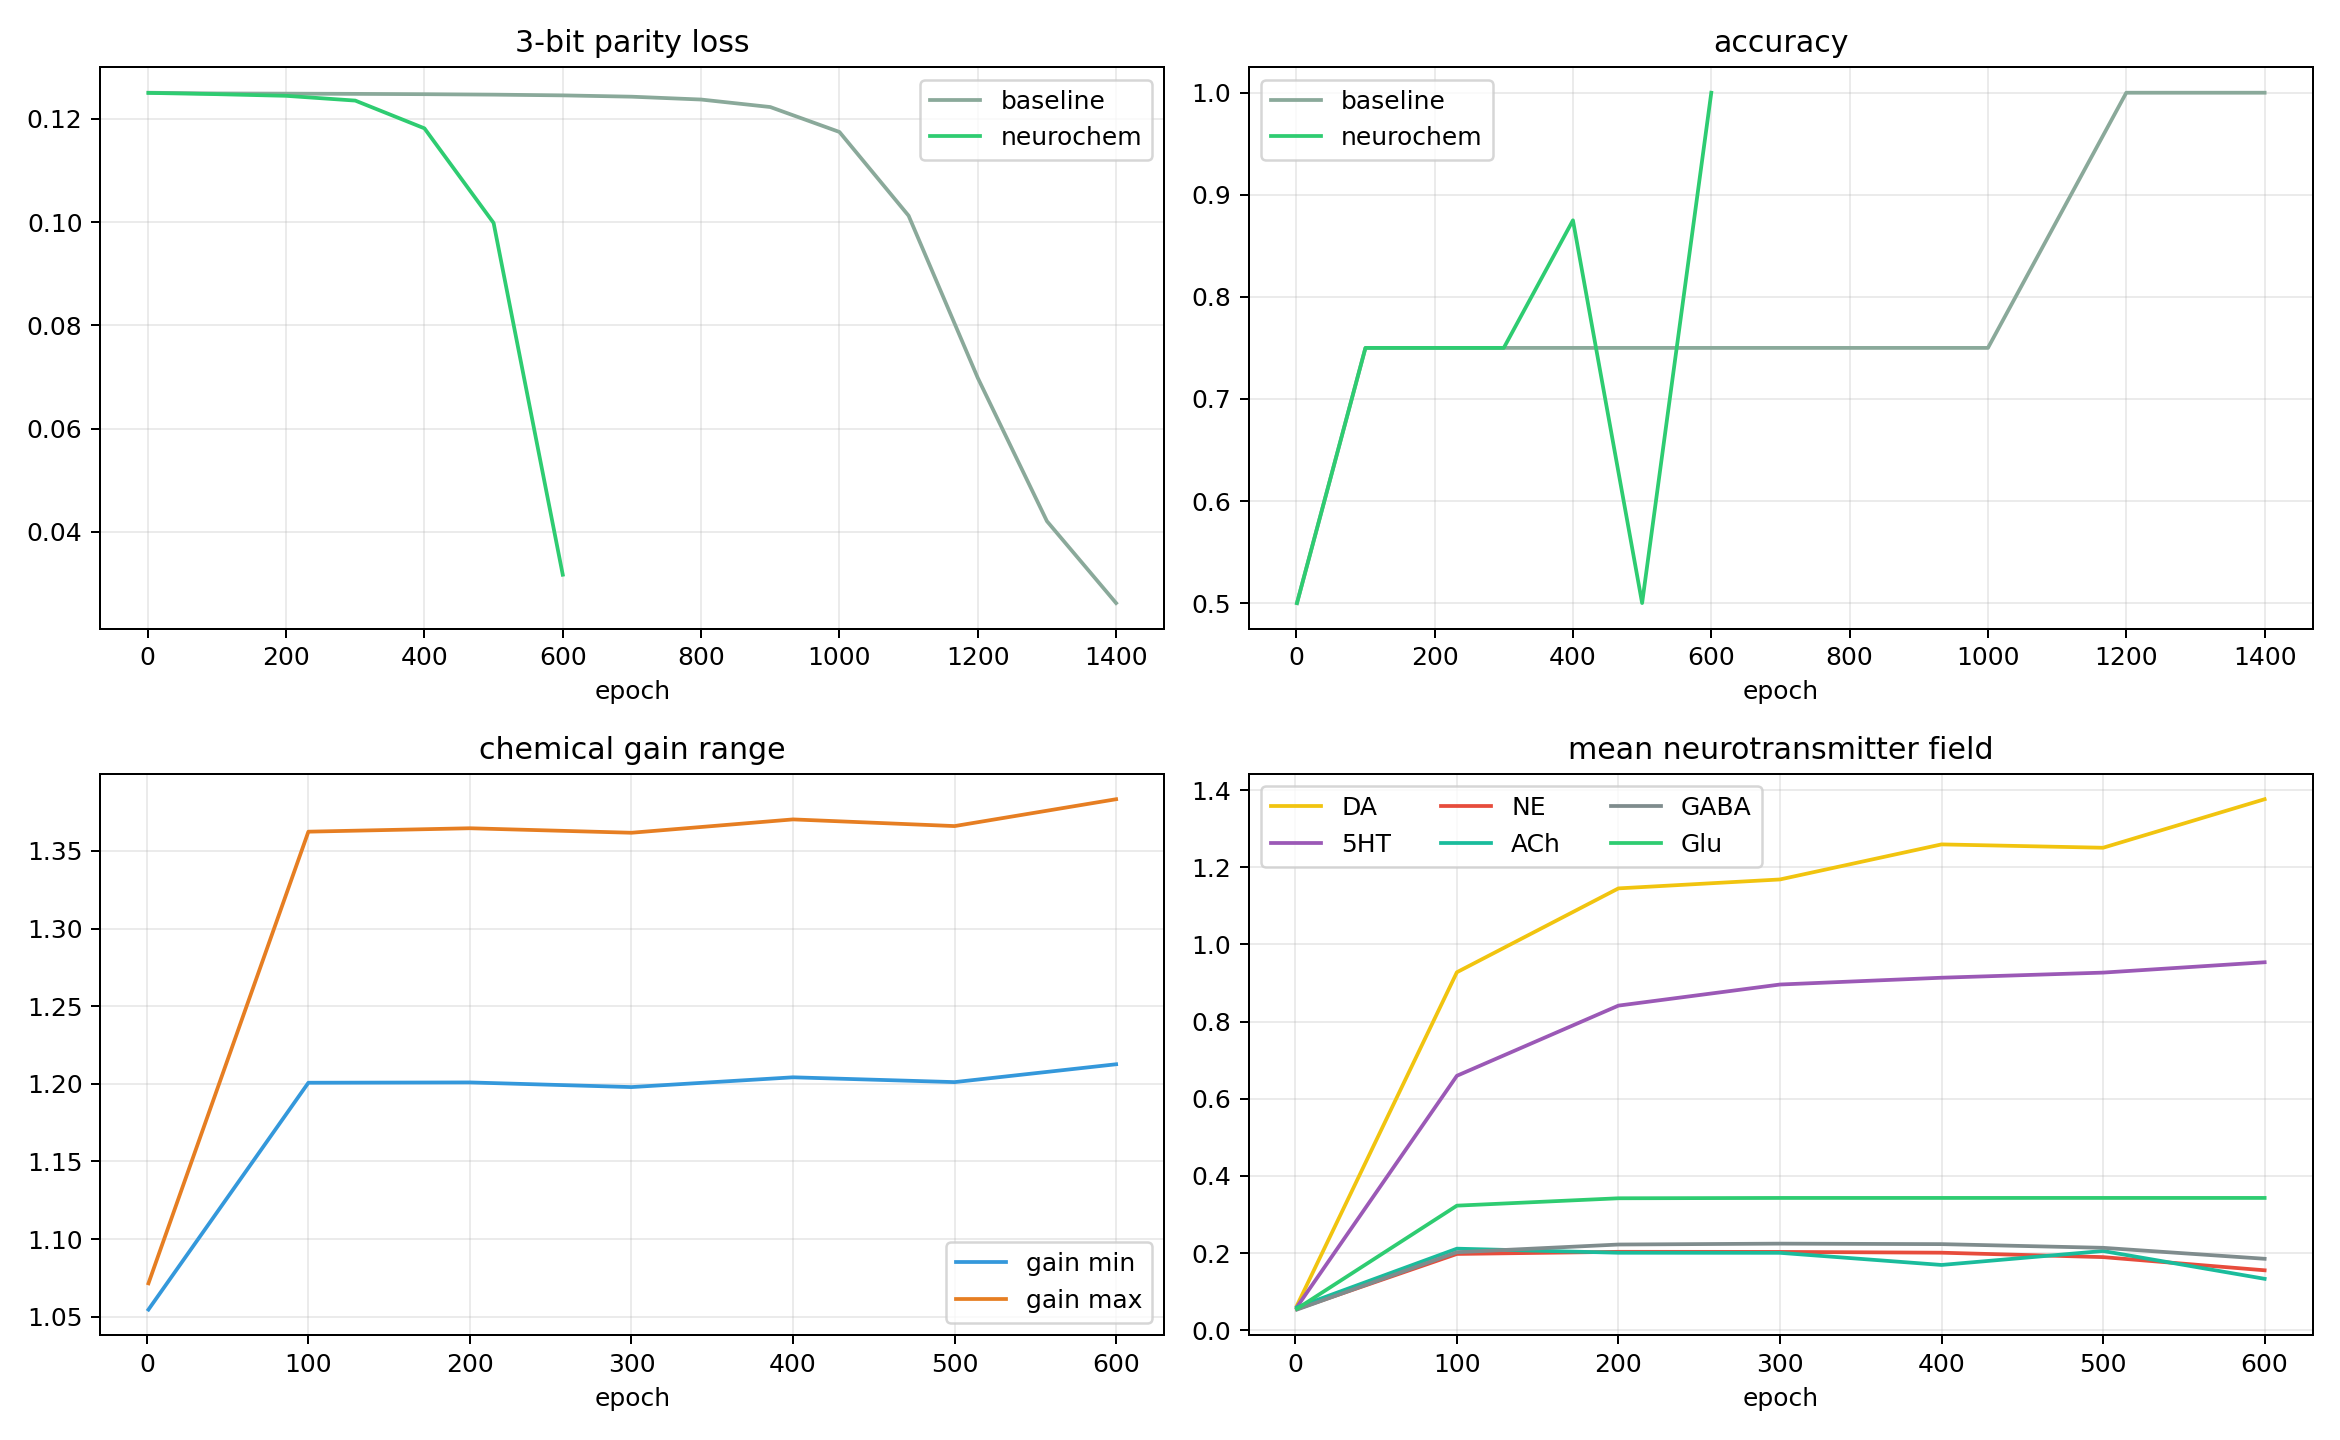 3-bit parity loss
baseline
neurochem
0.12
0.10
0.08
0.06
0.04
0 200 400 600 800 1000 1200 1400
epoch
accuracy
baseline
neurochem
1.0
0.9
0.8
0.7
0.6
0.5
0 200 400 600 800 1000 1200 1400
epoch
chemical gain range
1.35
1.30
1.25
1.20
1.15
1.10
1.05
gain min
gain max
0 100 200 300 400 500 600
epoch
mean neurotransmitter field
DA NE GABA
5HT ACh Glu
1.4
1.2
1.0
0.8
0.6
0.4
0.2
0.0
0 100 200 300 400 500 600
epoch